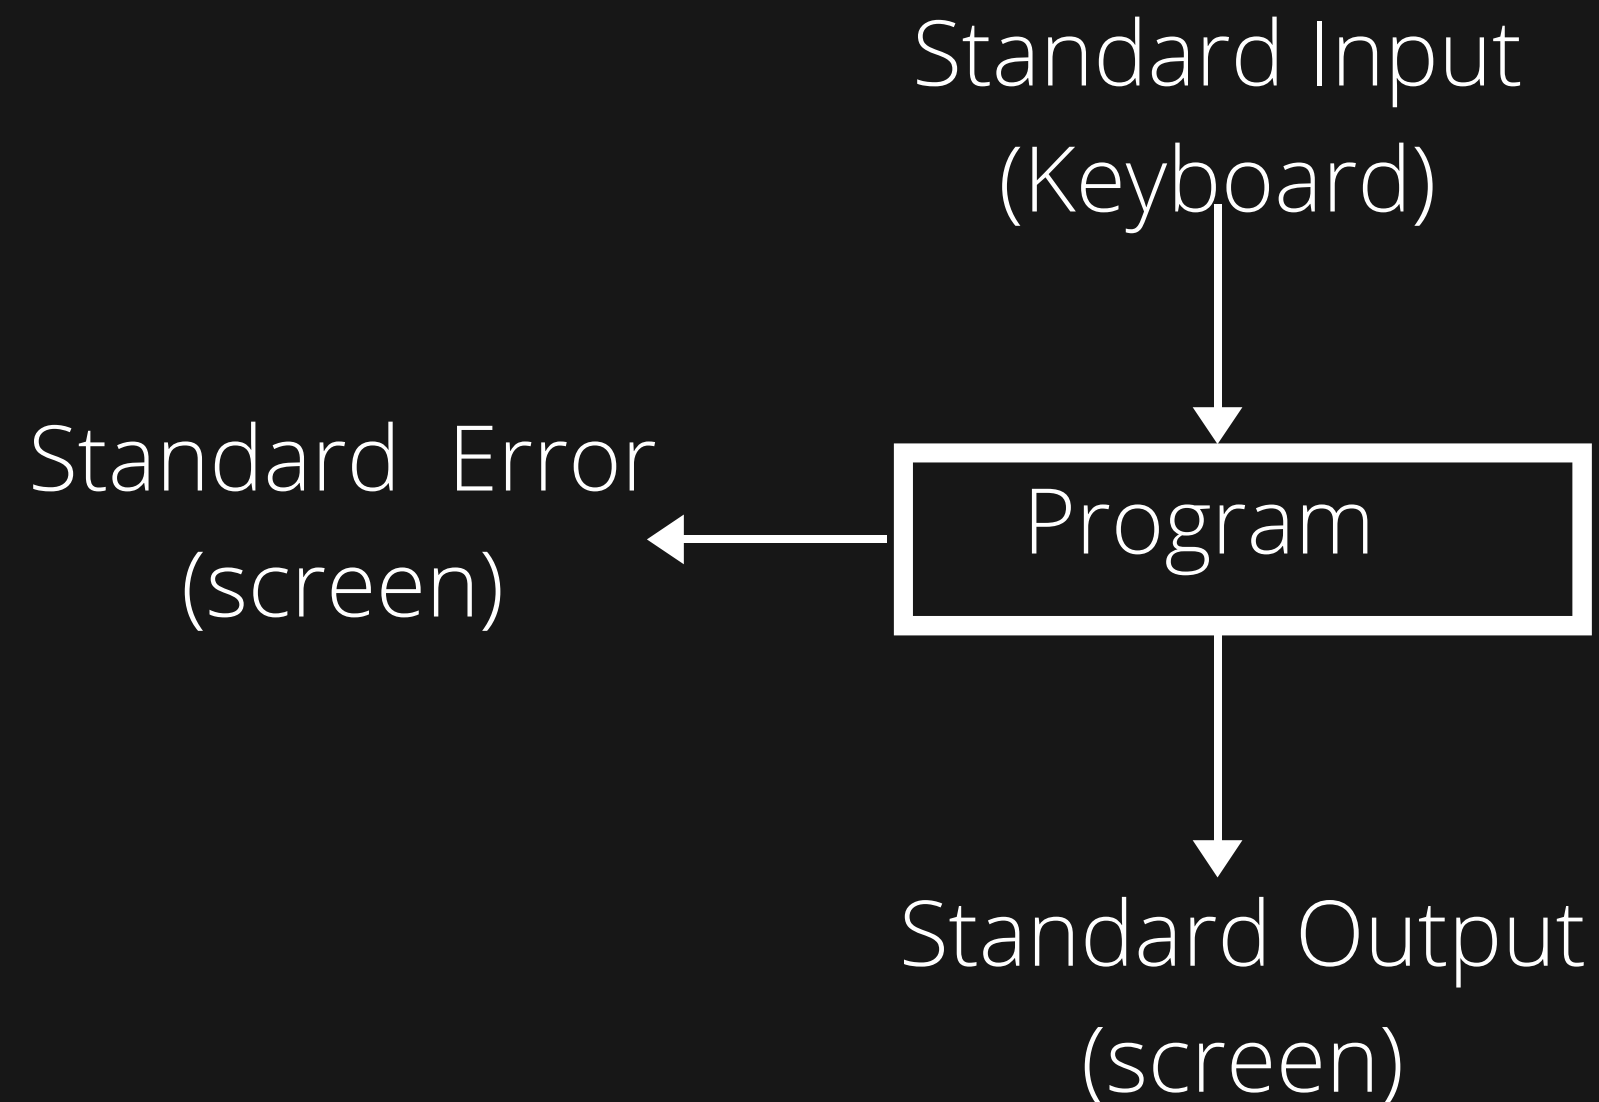 Standard Input
(Keyboard)
Standard Error
(screen)
Program
Standard Output
(screen)